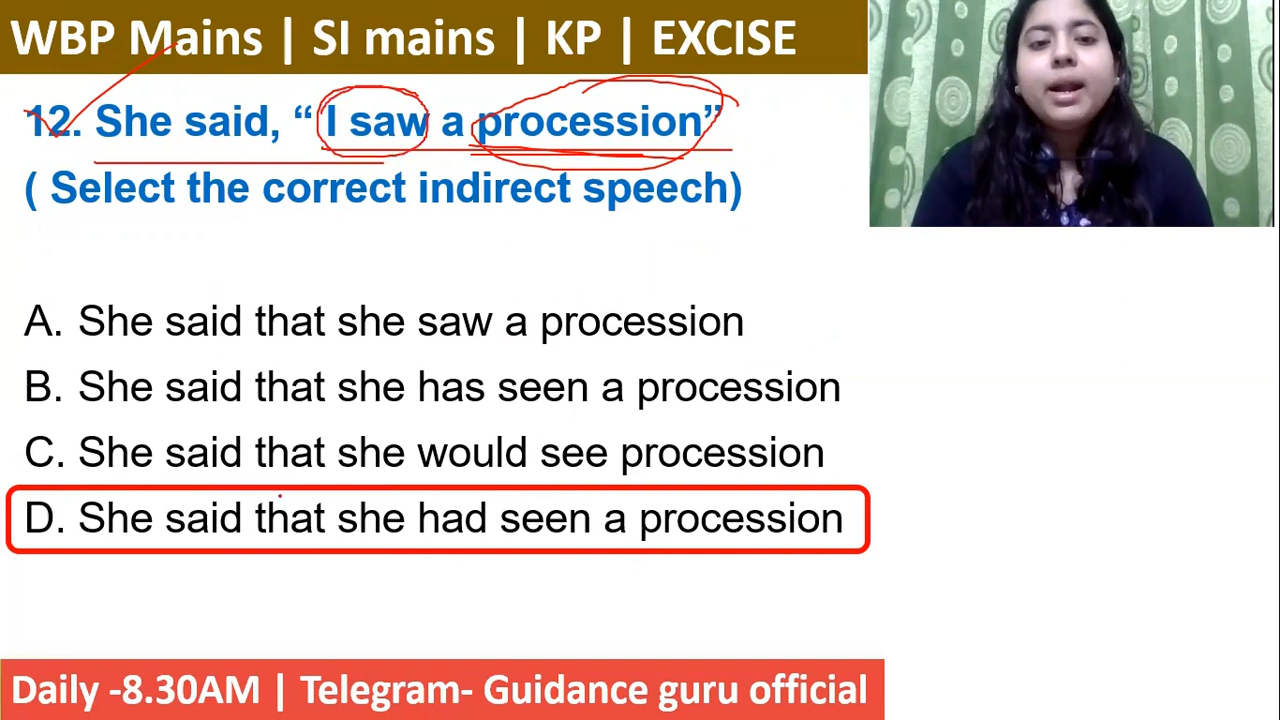 WBP Mains | SI mains | KP | EXCISE
12. She said, “ I saw a procession”
( Select the correct indirect speech)
A. She said that she saw a procession
B. She said that she has seen a procession
C. She said that she would see procession
D. She said that she had seen a procession
Daily -8.30AM | Telegram- Guidance guru official